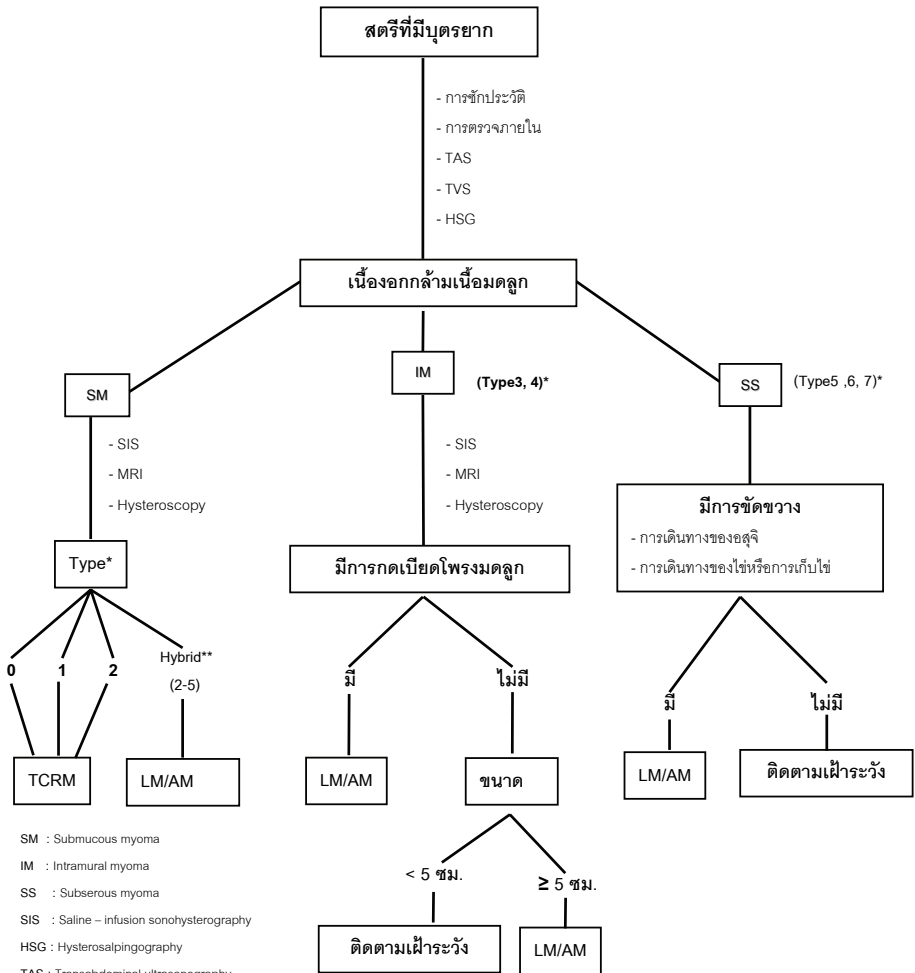 สตรีที่มีบุตรยาก
- การซักประวัติ
- การตรวจภายใน
- TAS
- TVS
- HSG
เนื้องอกกล้ามเนื้อมดลูก
SM
IM
(Type3, 4)*
SS
(Type5 ,6, 7)*
- SIS
- MRI
- Hysteroscopy
- SIS
- MRI
- Hysteroscopy
มีการขัดขวาง
- การเดินทางของอสุจิ
- การเดินทางของไข่หรือการเก็บไข่
Type*
มีการกดเบียดโพรงมดลูก
0
1
2
Hybrid**
(2-5)
มี
ไม่มี
มี
ไม่มี
TCRM
LM/AM
LM/AM
ขนาด
LM/AM
ติดตามเฝ้าระวัง
< 5 ซม.
≥ 5 ซม.
ติดตามเฝ้าระวัง
LM/AM
SM : Submucous myoma
IM : Intramural myoma
SS : Subserous myoma
SIS : Saline – infusion sonohysterography
HSG : Hysterosalpingography
TAS : Transabdominal ultrasonography